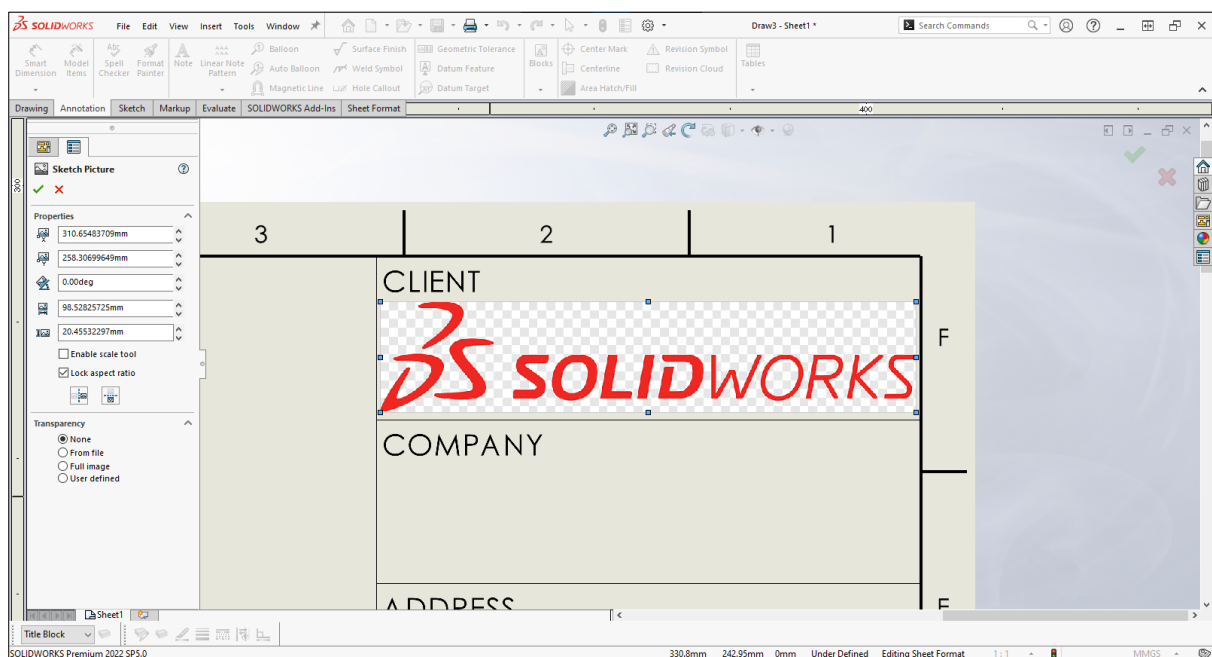 SOLIDWORKS File Edit View Insert Tools Window Draw3 - Sheet1 * Search Commands
Smart Dimension Model Items Abc Spell Checker Format Painter Note Linear Note Pattern Balloon Auto Balloon Magnetic Line Surface Finish Weld Symbol Hole Callout Geometric Tolerance Datum Feature Datum Target Blocks Center Mark Centerline Area Hatch/Fill Revision Symbol Revision Cloud Tables
Drawing Annotation Sketch Markup Evaluate SOLIDWORKS Add-Ins Sheet Format 400
300
Sketch Picture
Properties
310.65483709mm
258.30699649mm
0.00deg
98.52825725mm
20.45532297mm
Enable scale tool
Lock aspect ratio
Transparency
None
From file
Full image
User defined
3 2 1
CLIENT
F
SOLIDWORKS
COMPANY
ADDRESS
E
Sheet1
Title Block
SOLIDWORKS Premium 2022 SP5.0 330.8mm 242.95mm 0mm Under Defined Editing Sheet Format 1:1 MMGS